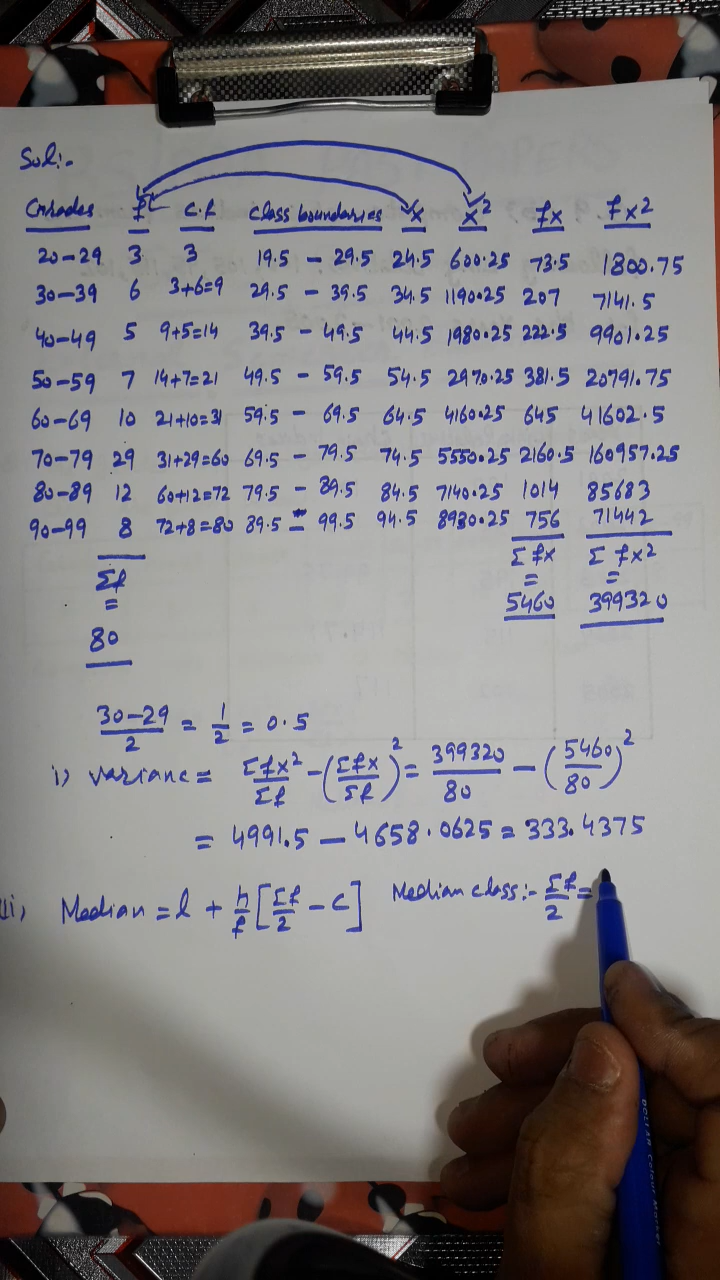 Sol:-
Grades f c.f class boundaries x x² fx fx²
20-29 3 3 19.5 - 29.5 24.5 600.25 73.5 1800.75
30-39 6 3+6=9 29.5 - 39.5 34.5 1190.25 207 7141.5
40-49 5 9+5=14 39.5 - 49.5 44.5 1980.25 222.5 9901.25
50-59 7 14+7=21 49.5 - 59.5 54.5 2970.25 381.5 20791.75
60-69 10 21+10=31 59.5 - 69.5 64.5 4160.25 645 41602.5
70-79 29 31+29=60 69.5 - 79.5 74.5 5550.25 2160.5 160957.25
80-89 12 60+12=72 79.5 - 89.5 84.5 7140.25 1014 85683
90-99 8 72+8=80 89.5 - 99.5 94.5 8930.25 756 71442
Σf Σfx Σfx²
= = =
80 5460 399320
30-29/2 = 1/2 = 0.5
i) variance = Σfx²/Σf - (Σfx/Σf)² = 399320/80 - (5460/80)²
= 4991.5 - 4658.0625 = 333.4375
ii) Median = l + h/f [Σf/2 - c] Median class:- Σf/2 =
DOLLAR